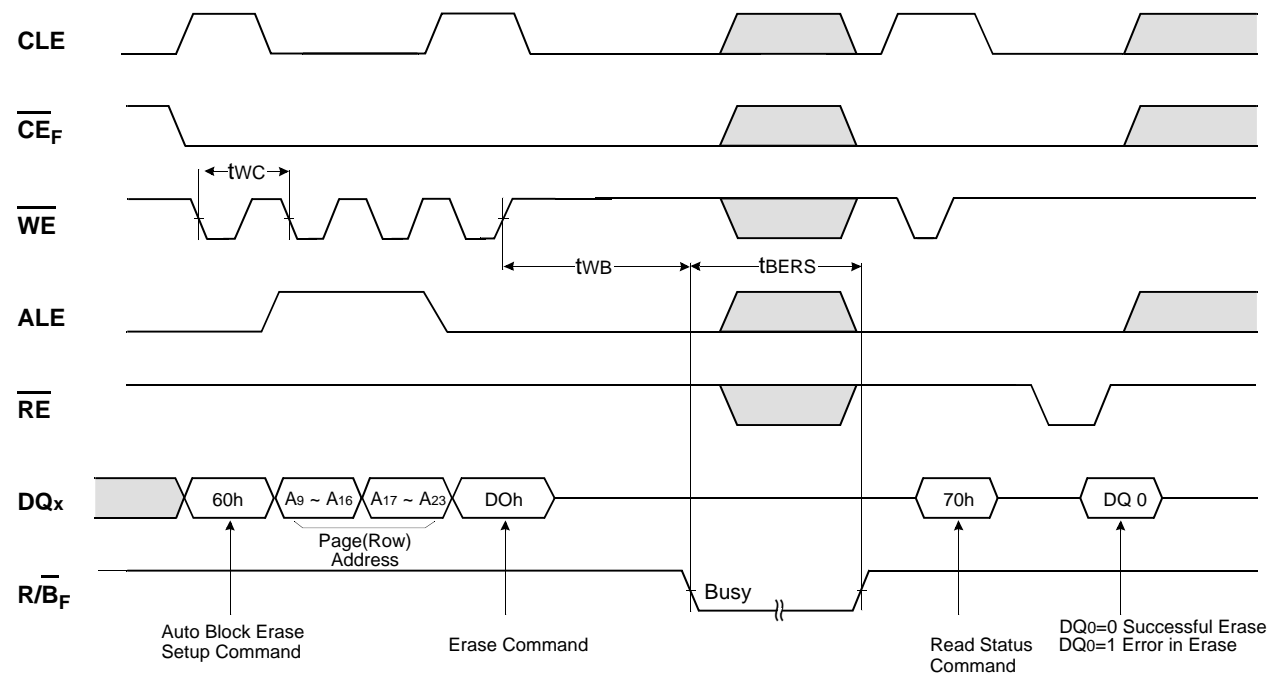 CLE
CEF
tWC
WE
tWB
tBERS
ALE
RE
DQx
60h
A9 ~ A16
A17 ~ A23
DOh
70h
DQ 0
Page(Row)
Address
R/BF
Busy
Auto Block Erase
Setup Command
Erase Command
Read Status
Command
DQ0=0 Successful Erase
DQ0=1 Error in Erase